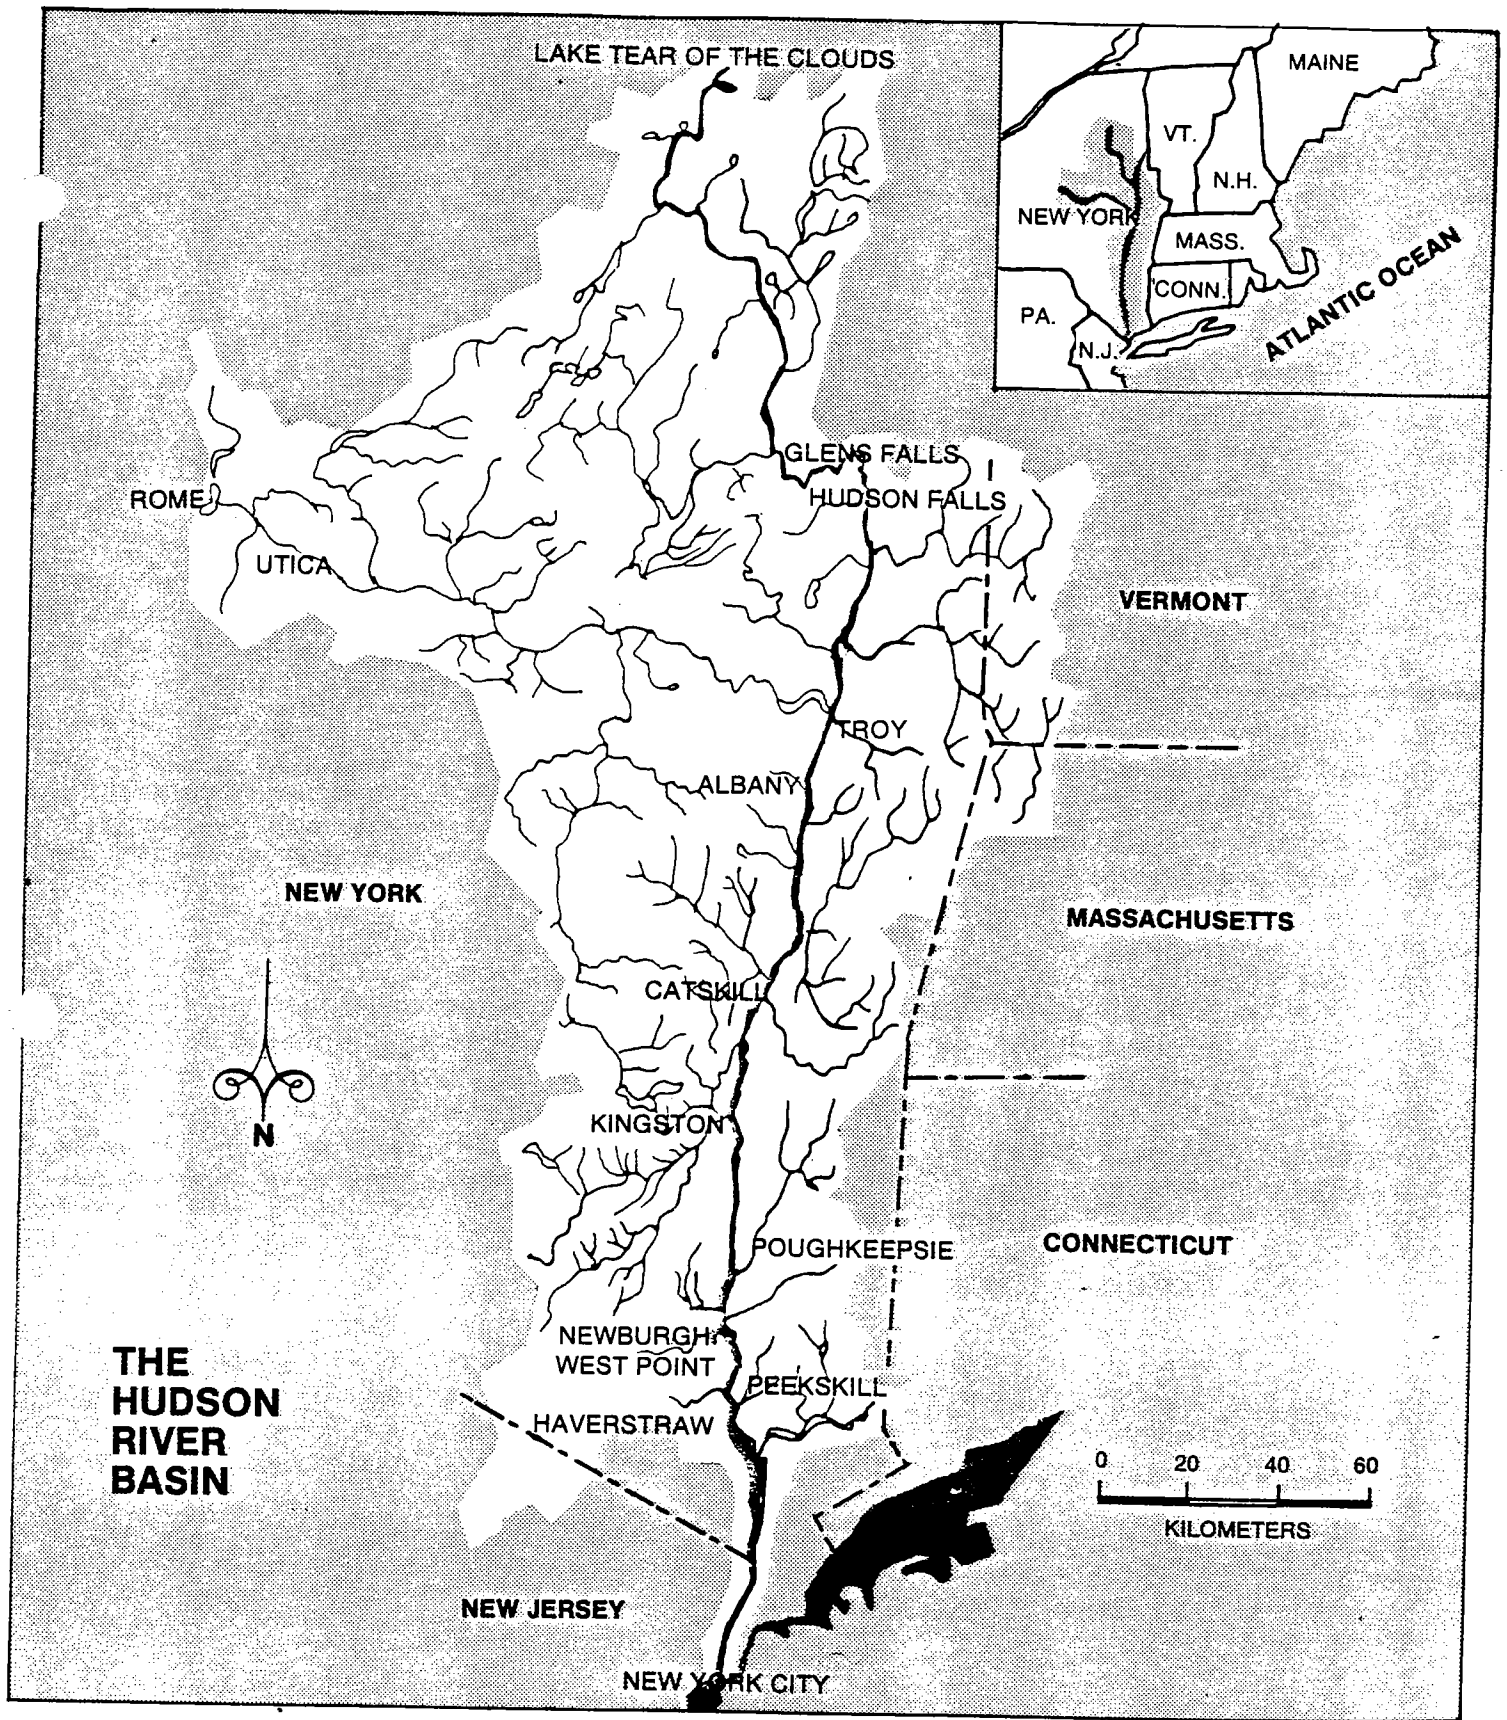 LAKE TEAR OF THE CLOUDS
MAINE
VT.
N.H.
NEW YORK
MASS.
CONN.
PA.
N.J.
ATLANTIC OCEAN
GLENS FALLS
HUDSON FALLS
ROME
UTICA
VERMONT
TROY
ALBANY
NEW YORK
MASSACHUSETTS
CATSKILL
KINGSTON
N
POUGHKEEPSIE
CONNECTICUT
NEWBURGH
WEST POINT
PEEKSKILL
HAVERSTRAW
THE
HUDSON
RIVER
BASIN
0 20 40 60
KILOMETERS
NEW JERSEY
NEW YORK CITY